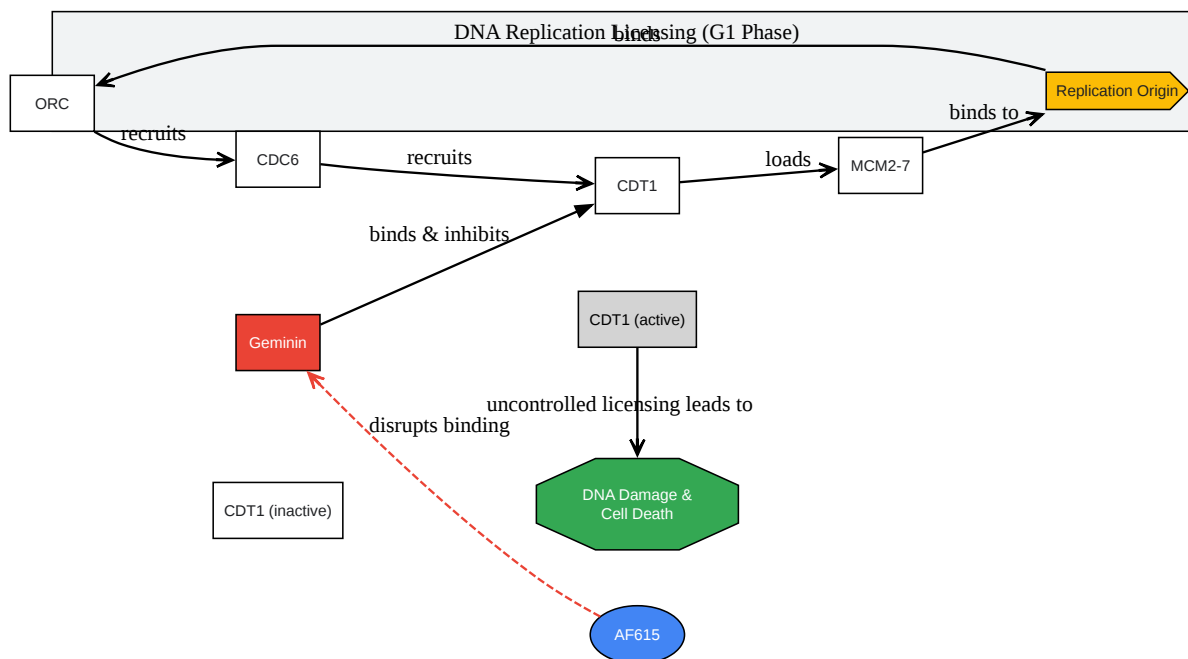 DNA Replication Licensing (G1 Phase)
binds
ORC
Replication Origin
recruits
CDC6
recruits
CDT1
loads
MCM2-7
binds to
binds & inhibits
Geminin
CDT1 (active)
uncontrolled licensing leads to
disrupts binding
CDT1 (inactive)
DNA Damage &
Cell Death
AF615